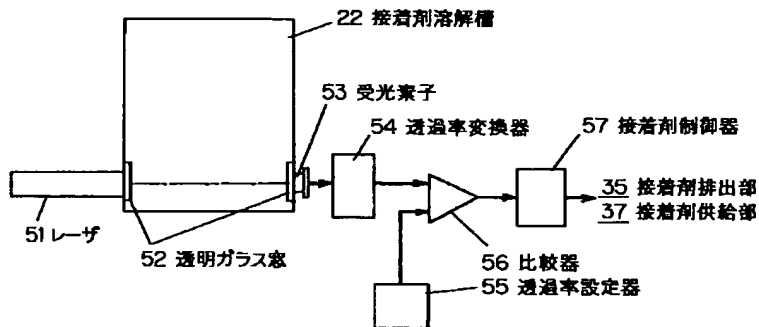 22 接着剤溶解槽
53 受光素子
54 透過率変換器
57 接着剤制御器
35 接着剤排出部
37 接着剤供給部
51 レーザ
52 透明ガラス窓
56 比較器
55 透過率設定器